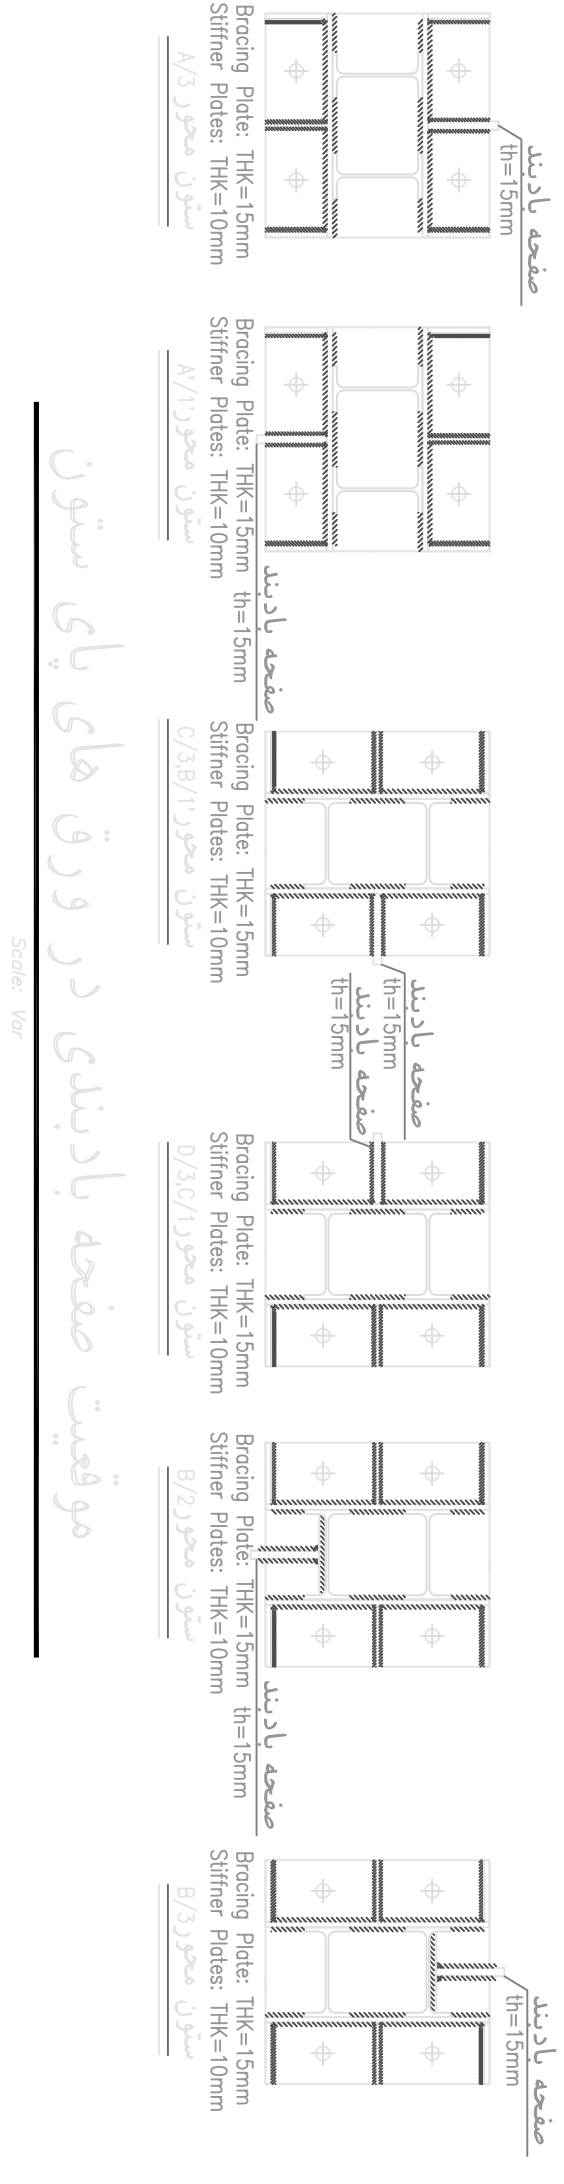 صفحه بادبند
th=15mm
Bracing Plate: THK=15mm
Stiffner Plates: THK=10mm
ستون محور A/3
صفحه بادبند
th=15mm
Bracing Plate: THK=15mm
Stiffner Plates: THK=10mm
ستون محور A'/1'
صفحه بادبند
th=15mm
Bracing Plate: THK=15mm
Stiffner Plates: THK=10mm
ستون محور C/3,B/1'
صفحه بادبند
th=15mm
Bracing Plate: THK=15mm
Stiffner Plates: THK=10mm
ستون محور D/3,C/1
صفحه بادبند
th=15mm
Bracing Plate: THK=15mm
Stiffner Plates: THK=10mm
ستون محور B/2
صفحه بادبند
th=15mm
Bracing Plate: THK=15mm
Stiffner Plates: THK=10mm
ستون محور B/3
موقعیت صفحه بادبندی در ورق های پای ستون
Scale: Var